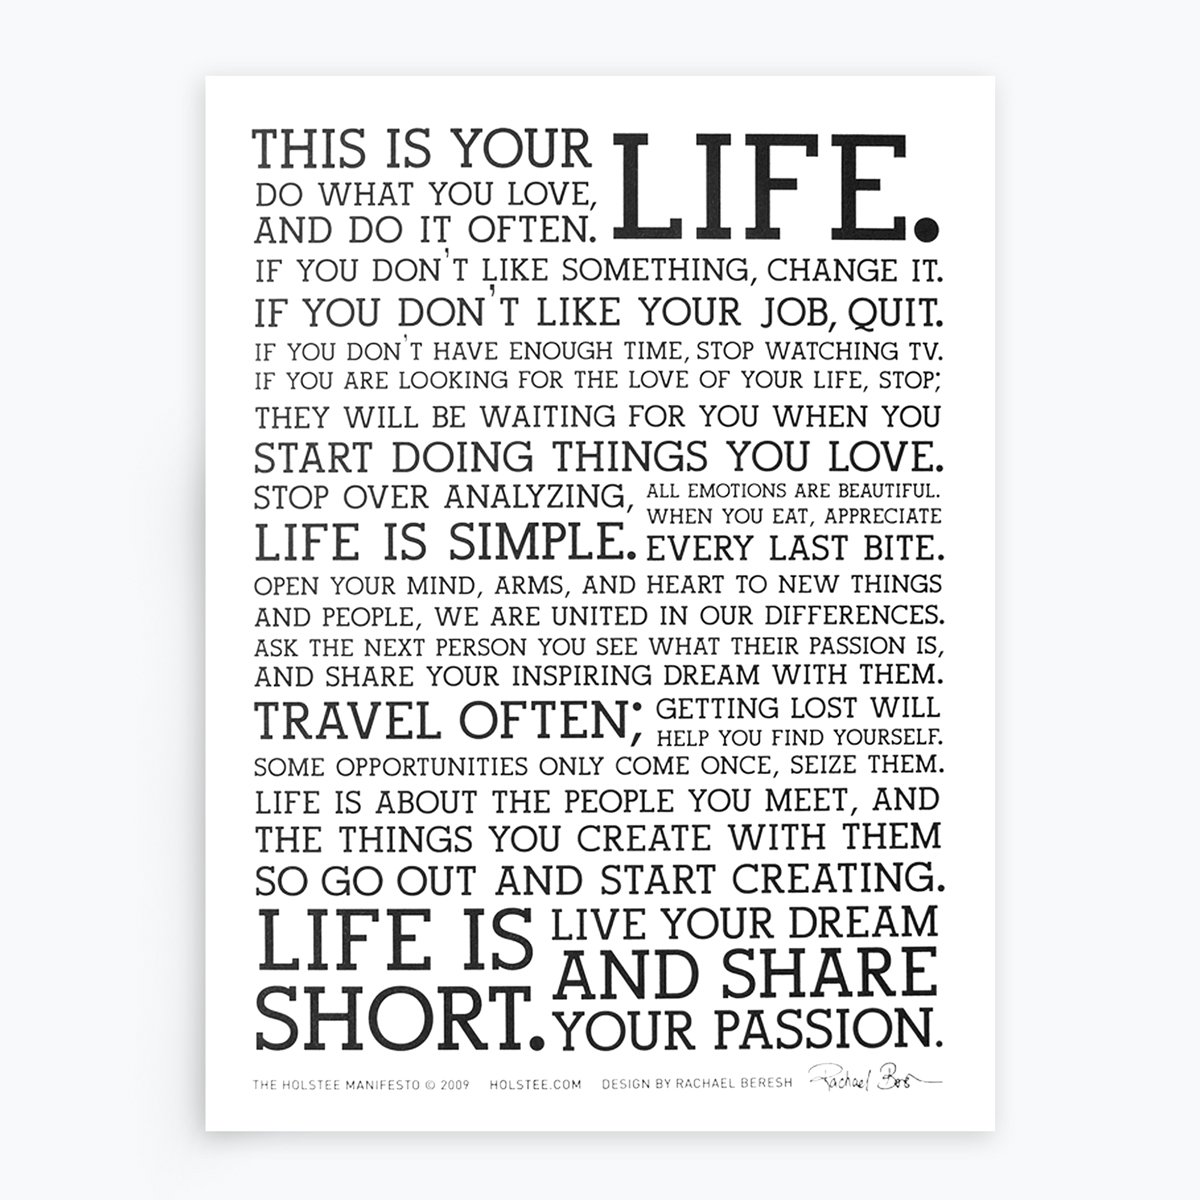 THIS IS YOUR LIFE.
DO WHAT YOU LOVE,
AND DO IT OFTEN.
IF YOU DON'T LIKE SOMETHING, CHANGE IT.
IF YOU DON'T LIKE YOUR JOB, QUIT.
IF YOU DON'T HAVE ENOUGH TIME, STOP WATCHING TV.
IF YOU ARE LOOKING FOR THE LOVE OF YOUR LIFE, STOP;
THEY WILL BE WAITING FOR YOU WHEN YOU
START DOING THINGS YOU LOVE.
STOP OVER ANALYZING,
LIFE IS SIMPLE.
ALL EMOTIONS ARE BEAUTIFUL.
WHEN YOU EAT, APPRECIATE
EVERY LAST BITE.
OPEN YOUR MIND, ARMS, AND HEART TO NEW THINGS
AND PEOPLE, WE ARE UNITED IN OUR DIFFERENCES.
ASK THE NEXT PERSON YOU SEE WHAT THEIR PASSION IS,
AND SHARE YOUR INSPIRING DREAM WITH THEM.
TRAVEL OFTEN;
GETTING LOST WILL
HELP YOU FIND YOURSELF.
SOME OPPORTUNITIES ONLY COME ONCE, SEIZE THEM.
LIFE IS ABOUT THE PEOPLE YOU MEET, AND
THE THINGS YOU CREATE WITH THEM
SO GO OUT AND START CREATING.
LIFE IS
SHORT.
LIVE YOUR DREAM
AND SHARE
YOUR PASSION.
THE HOLSTEE MANIFESTO © 2009 HOLSTEE.COM DESIGN BY RACHAEL BERESH Rachael